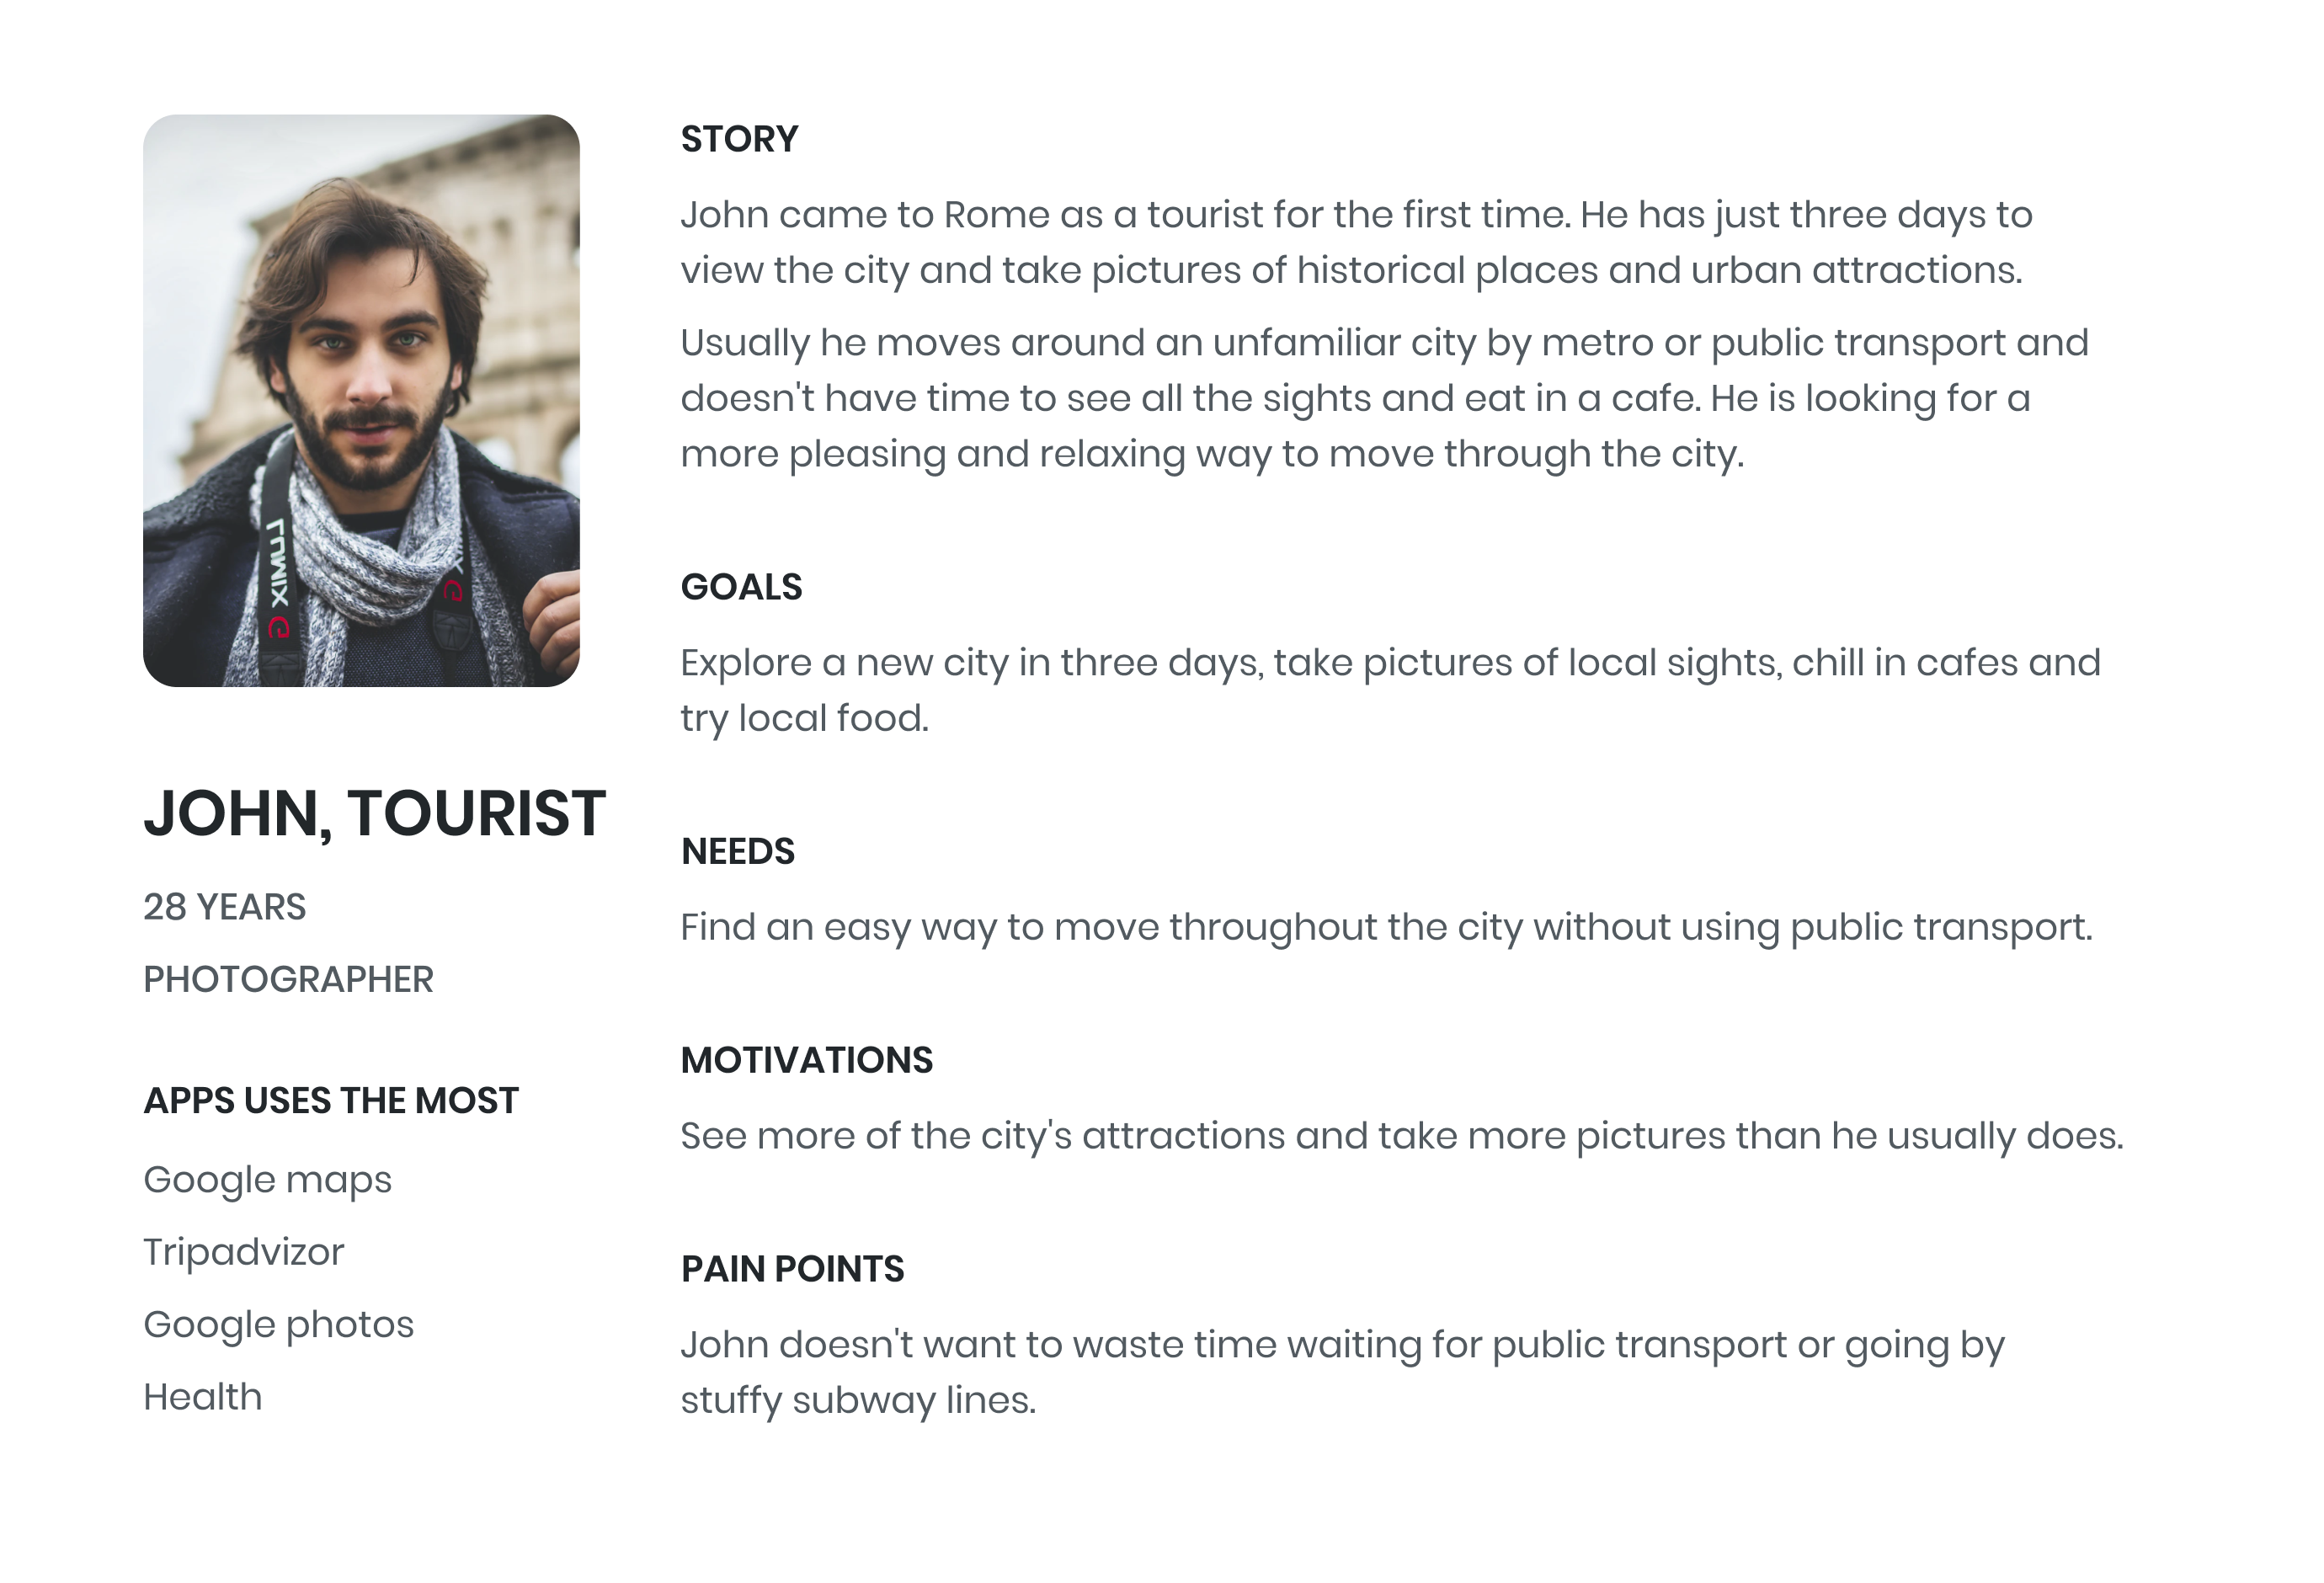 LUMIX G
X G
JOHN, TOURIST
28 YEARS
PHOTOGRAPHER
APPS USES THE MOST
Google maps
Tripadvizor
Google photos
Health
STORY
John came to Rome as a tourist for the first time. He has just three days to
view the city and take pictures of historical places and urban attractions.
Usually he moves around an unfamiliar city by metro or public transport and
doesn't have time to see all the sights and eat in a cafe. He is looking for a
more pleasing and relaxing way to move through the city.
GOALS
Explore a new city in three days, take pictures of local sights, chill in cafes and
try local food.
NEEDS
Find an easy way to move throughout the city without using public transport.
MOTIVATIONS
See more of the city's attractions and take more pictures than he usually does.
PAIN POINTS
John doesn't want to waste time waiting for public transport or going by
stuffy subway lines.